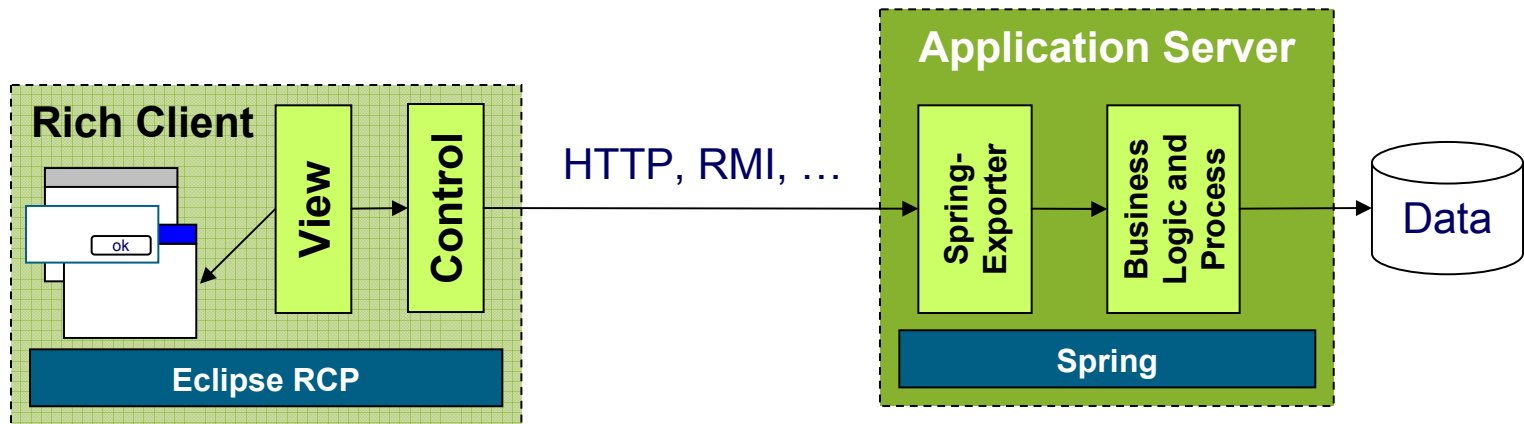 Rich Client
ok
View
Control
Eclipse RCP
HTTP, RMI, …
Application Server
Spring-
Exporter
Business
Logic and
Process
Spring
Data